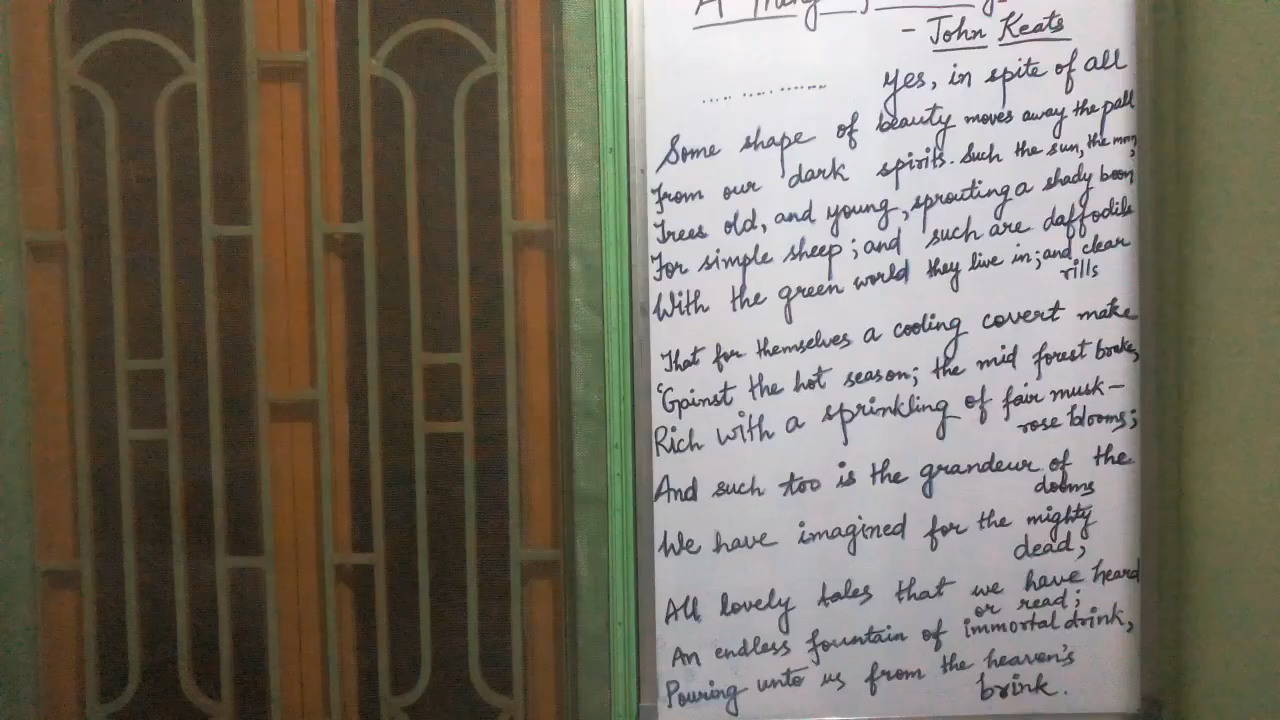 A Thing
- John Keats
..... ..... ........ Yes, in spite of all
Some shape of beauty moves away the pall
From our dark spirits. Such the sun, the moon,
Trees old, and young, sprouting a shady boon
For simple sheep; and such are daffodils
With the green world they live in; and clear
rills
That for themselves a cooling covert make
'Gainst the hot season; the mid forest brake,
Rich with a sprinkling of fair musk-
rose blooms;
And such too is the grandeur of the
dooms
We have imagined for the mighty
dead;
All lovely tales that we have heard
or read;
An endless fountain of immortal drink,
Pouring unto us from the heaven's
brink.